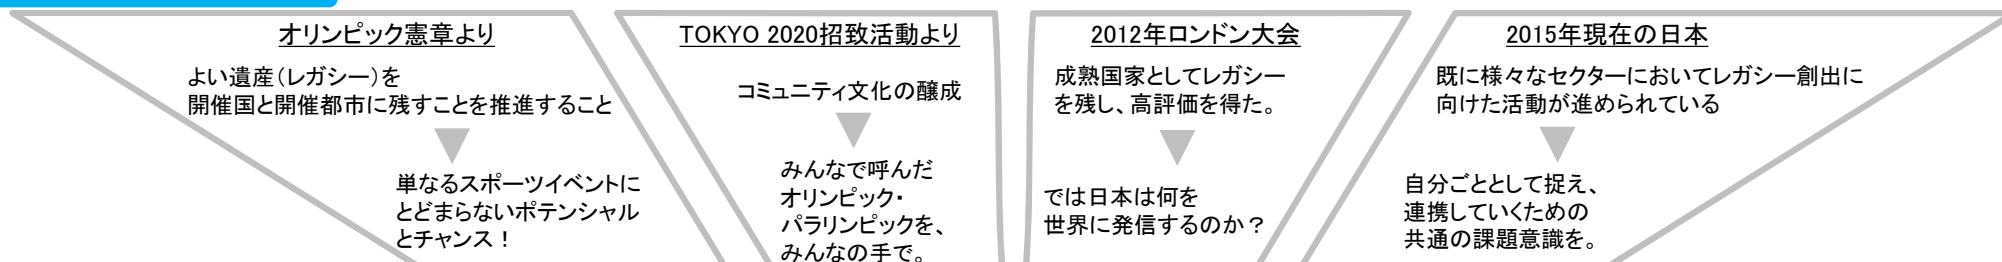 オリンピック憲章より
よい遺産（レガシー）を
開催国と開催都市に残すことを推進すること
単なるスポーツイベントに
とどまらないポテンシャル
とチャンス！
TOKYO 2020招致活動より
コミュニティ文化の醸成
みんなで呼んだ
オリンピック・
パラリンピックを、
みんなの手で。
2012年ロンドン大会
成熟国家としてレガシー
を残し、高評価を得た。
では日本は何を
世界に発信するのか？
2015年現在の日本
既に様々なセクターにおいてレガシー創出に
向けた活動が進められている
自分ごととして捉え、
連携していくための
共通の課題意識を。